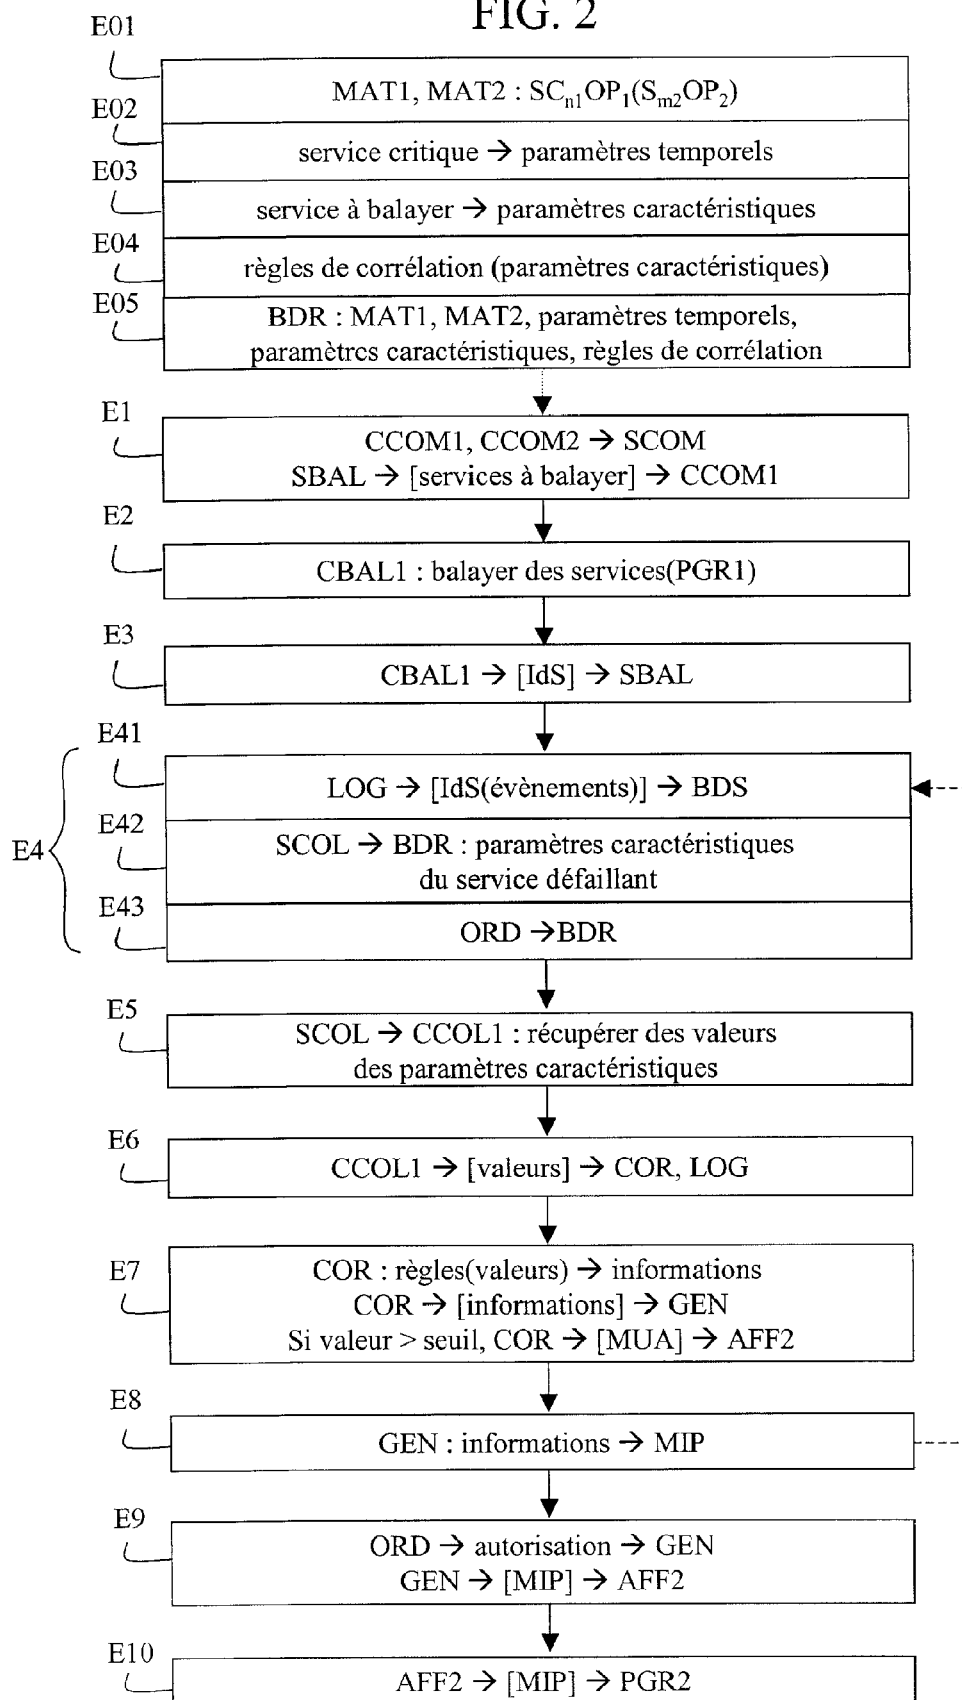 FIG. 2
E01
MAT1, MAT2 : SCn1OP1(Sm2OP2)
E02
service critique → paramètres temporels
E03
service à balayer → paramètres caractéristiques
E04
règles de corrélation (paramètres caractéristiques)
E05
BDR : MAT1, MAT2, paramètres temporels,
paramètres caractéristiques, règles de corrélation
E1
CCOM1, CCOM2 → SCOM
SBAL → [services à balayer] → CCOM1
E2
CBAL1 : balayer des services(PGR1)
E3
CBAL1 → [IdS] → SBAL
E4
E41
LOG → [IdS(évènements)] → BDS
E42
SCOL → BDR : paramètres caractéristiques
du service défaillant
E43
ORD →BDR
E5
SCOL → CCOL1 : récupérer des valeurs
des paramètres caractéristiques
E6
CCOL1 → [valeurs] → COR, LOG
E7
COR : règles(valeurs) → informations
COR → [informations] → GEN
Si valeur > seuil, COR → [MUA] → AFF2
E8
GEN : informations → MIP
E9
ORD → autorisation → GEN
GEN → [MIP] → AFF2
E10
AFF2 → [MIP] → PGR2